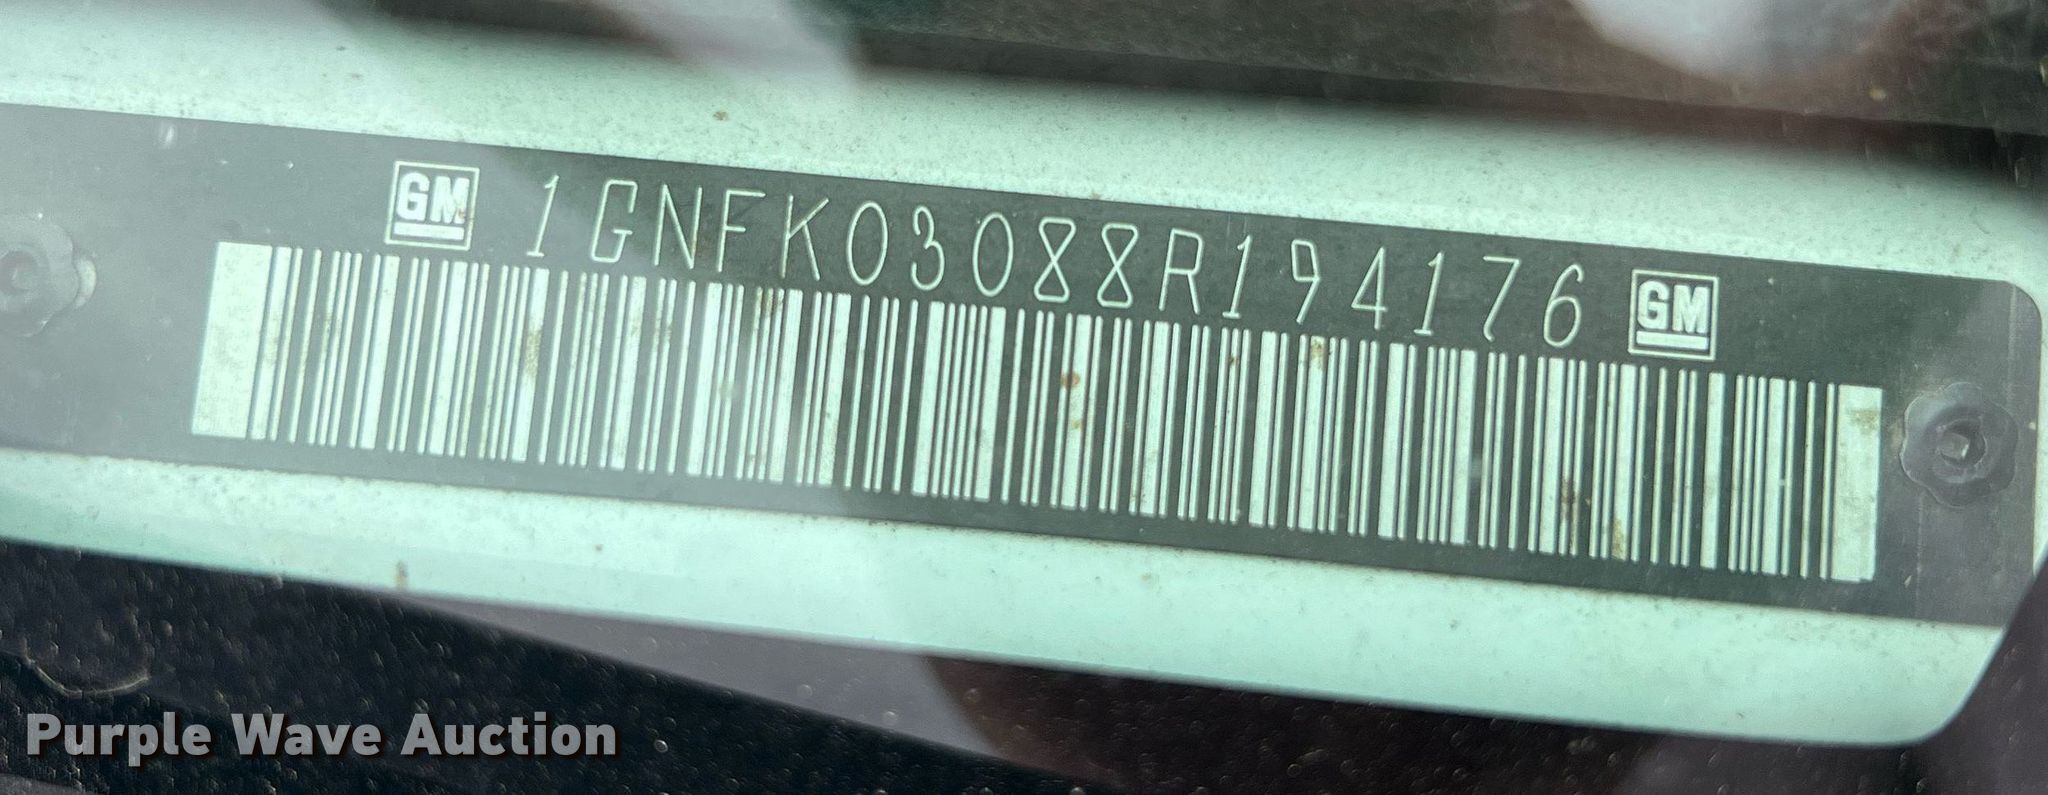 GM 1GNFK03088R194176 GM
Purple Wave Auction